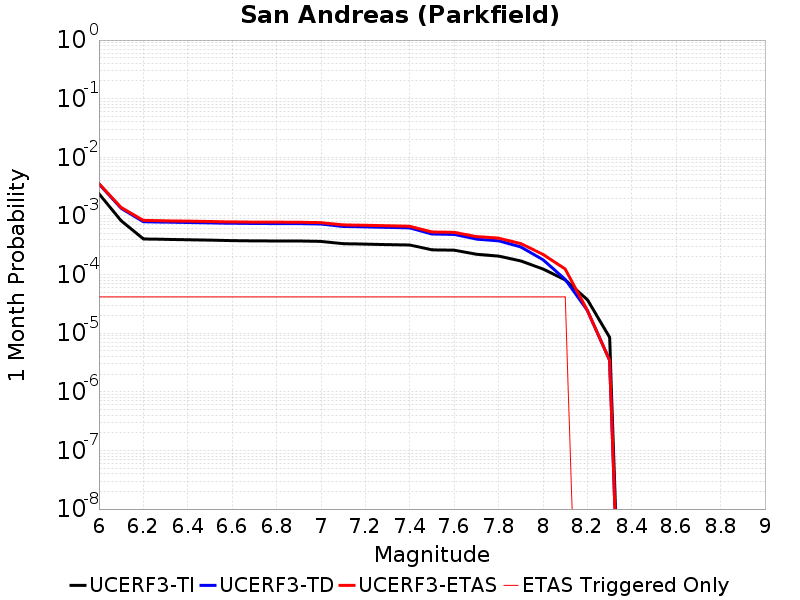 San Andreas (Parkfield)
1 Month Probability
10^0
10^-1
10^-2
10^-3
10^-4
10^-5
10^-6
10^-7
10^-8
6 6.2 6.4 6.6 6.8 7 7.2 7.4 7.6 7.8 8 8.2 8.4 8.6 8.8 9
Magnitude
UCERF3-TI UCERF3-TD UCERF3-ETAS ETAS Triggered Only